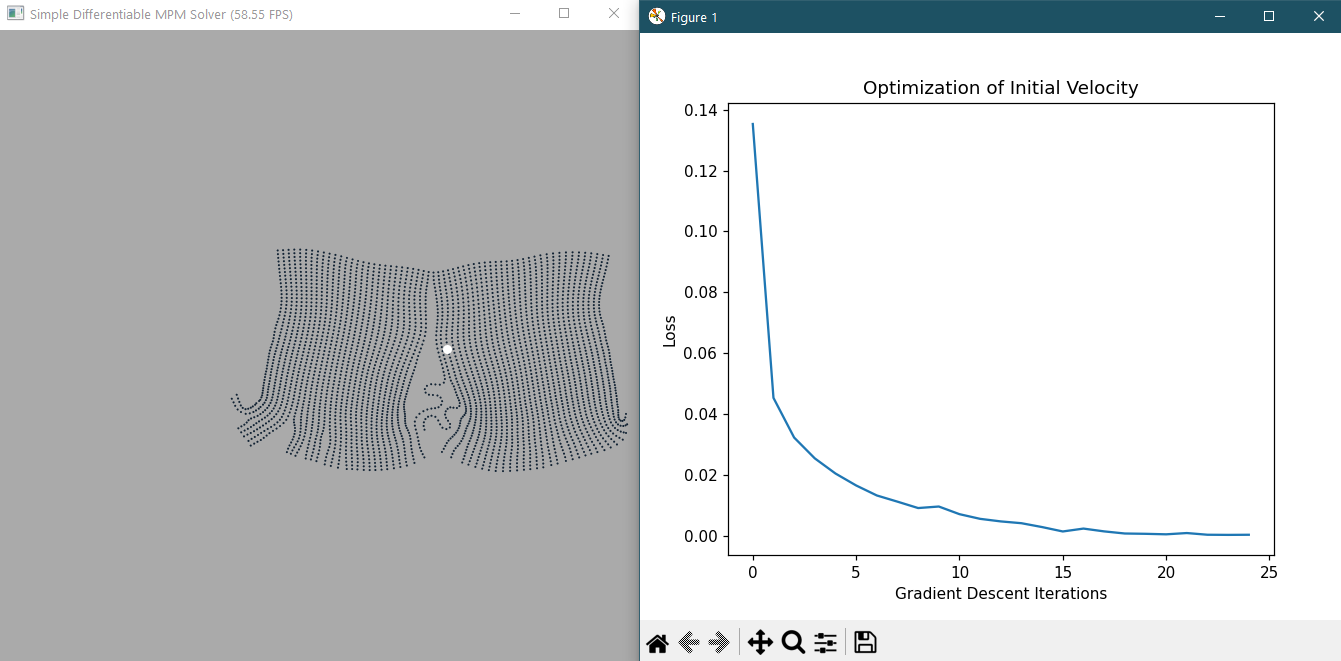 Simple Differentiable MPM Solver (58.55 FPS)
Figure 1
Optimization of Initial Velocity
0.14
0.12
0.10
0.08
0.06
0.04
0.02
0.00
Loss
0 5 10 15 20 25
Gradient Descent Iterations